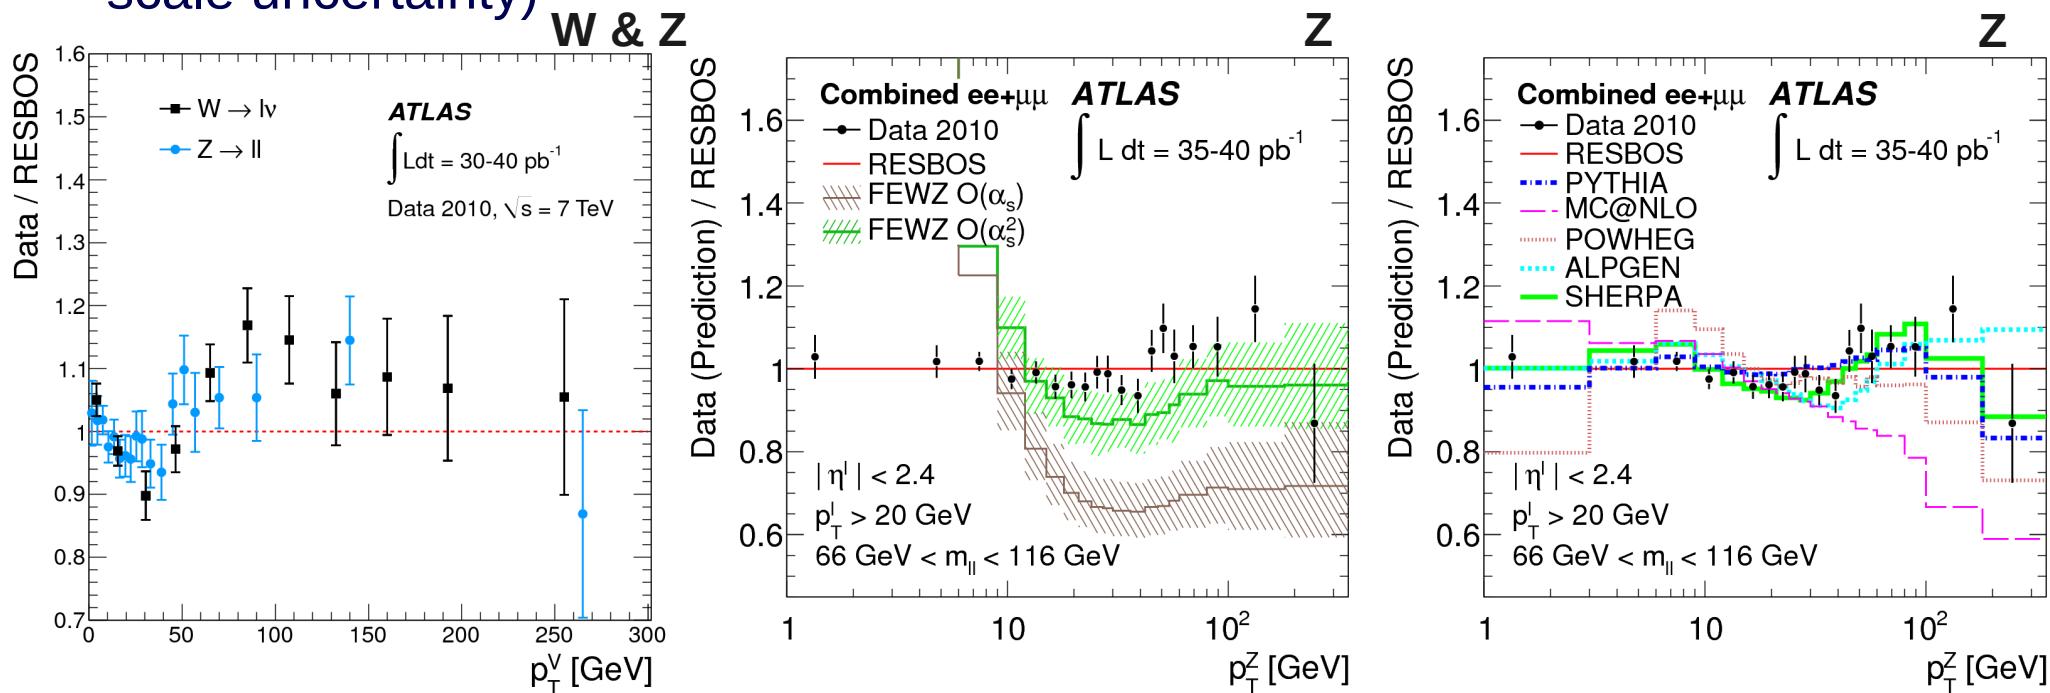 scale uncertainty)
W & Z
Data / RESBOS
1.6
1.5
1.4
1.3
1.2
1.1
1
0.9
0.8
0.7
W → lν
Z → ll
ATLAS
∫Ldt = 30-40 pb⁻¹
Data 2010, √s = 7 TeV
0 50 100 150 200 250 300
p_T^V [GeV]
Z
Data (Prediction) / RESBOS
1.6
1.4
1.2
1
0.8
0.6
Combined ee+μμ ATLAS
Data 2010
RESBOS
FEWZ O(α_s)
FEWZ O(α_s^2)
∫ L dt = 35-40 pb⁻¹
| η^l | < 2.4
p_T^l > 20 GeV
66 GeV < m_ll < 116 GeV
1 10 10²
p_T^Z [GeV]
Z
Data (Prediction) / RESBOS
1.6
1.4
1.2
1
0.8
0.6
Combined ee+μμ ATLAS
Data 2010
RESBOS
PYTHIA
MC@NLO
POWHEG
ALPGEN
SHERPA
∫ L dt = 35-40 pb⁻¹
| η^l | < 2.4
p_T^l > 20 GeV
66 GeV < m_ll < 116 GeV
1 10 10²
p_T^Z [GeV]